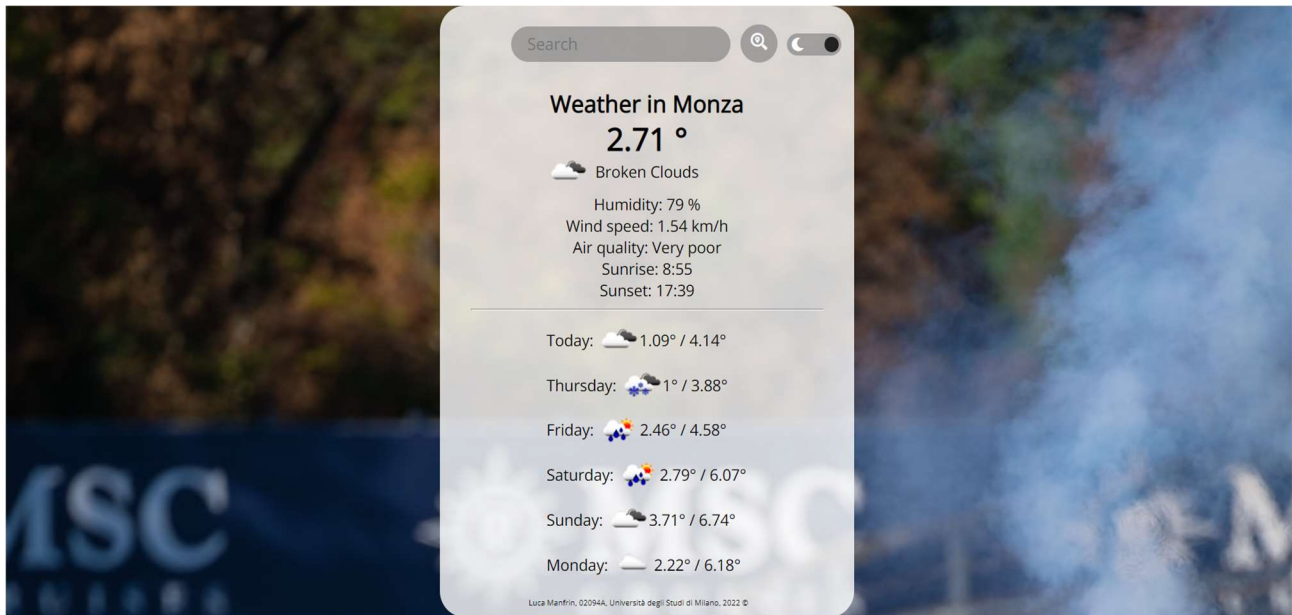 Search
Weather in Monza
2.71 °
Broken Clouds
Humidity: 79 %
Wind speed: 1.54 km/h
Air quality: Very poor
Sunrise: 8:55
Sunset: 17:39
Today: 1.09° / 4.14°
Thursday: 1° / 3.88°
Friday: 2.46° / 4.58°
Saturday: 2.79° / 6.07°
Sunday: 3.71° / 6.74°
Monday: 2.22° / 6.18°
MSC
MSC
M
Luca Manfrin, 02094A, Università degli Studi di Milano, 2022 ©